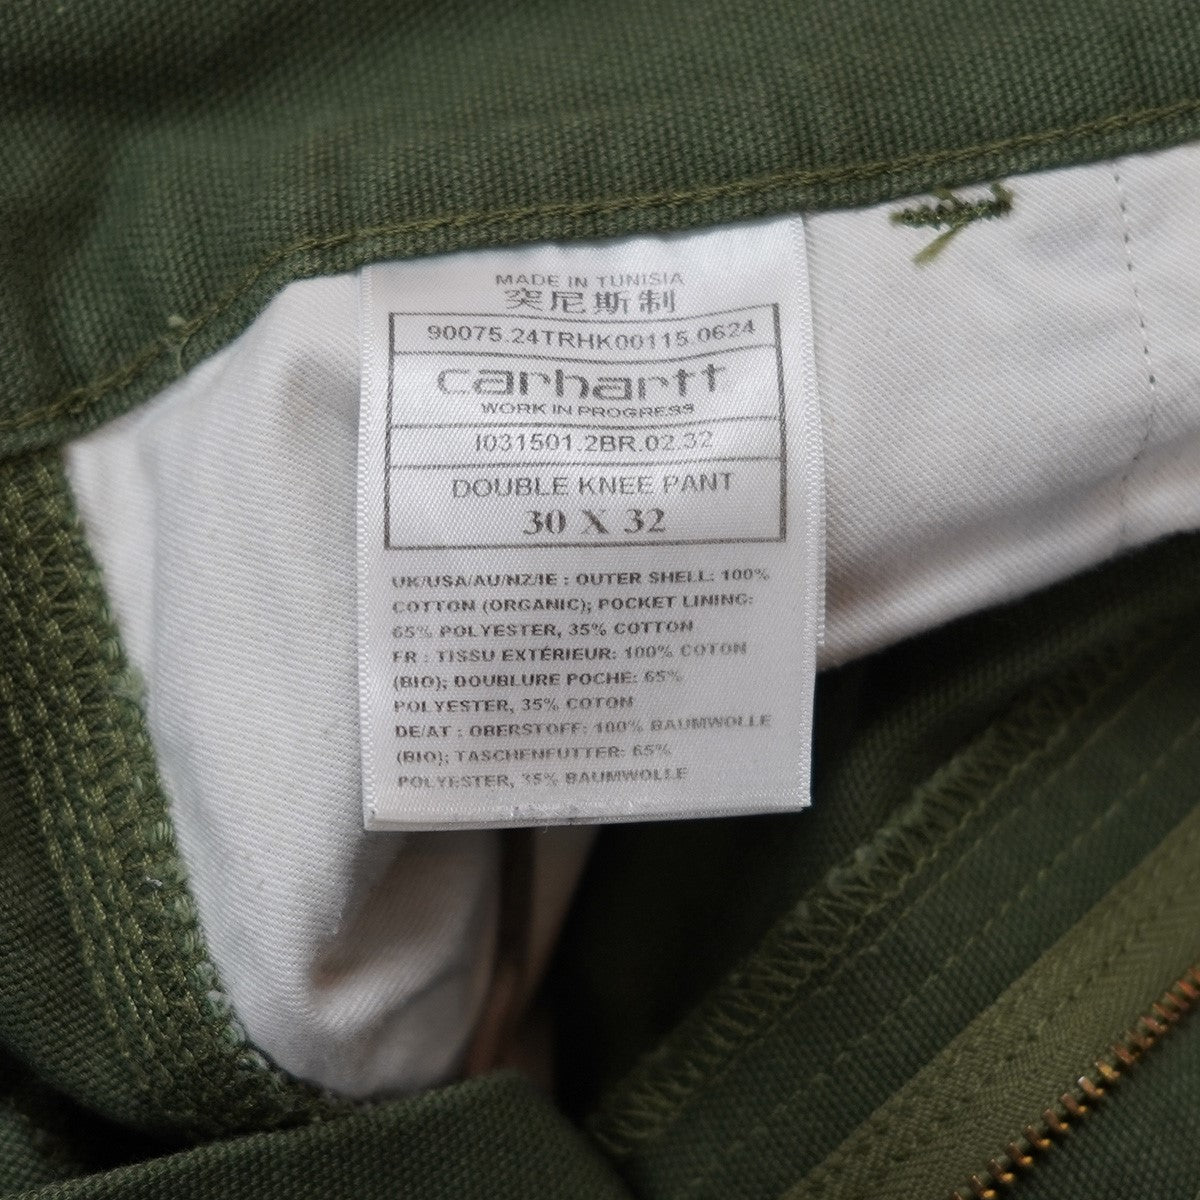 MADE IN TUNISIA
突尼斯制
90075.24TRHK00115.0624
carhartt
WORK IN PROGRESS
I031501.2BR.02.32
DOUBLE KNEE PANT
30 X 32
UK/USA/AU/NZ/IE : OUTER SHELL: 100%
COTTON (ORGANIC); POCKET LINING:
65% POLYESTER, 35% COTTON
FR : TISSU EXTÉRIEUR: 100% COTON
(BIO); DOUBLURE POCHE: 65%
POLYESTER, 35% COTON
DE/AT : OBERSTOFF: 100% BAUMWOLLE
(BIO); TASCHENFUTTER: 65%
POLYESTER, 35% BAUMWOLLE